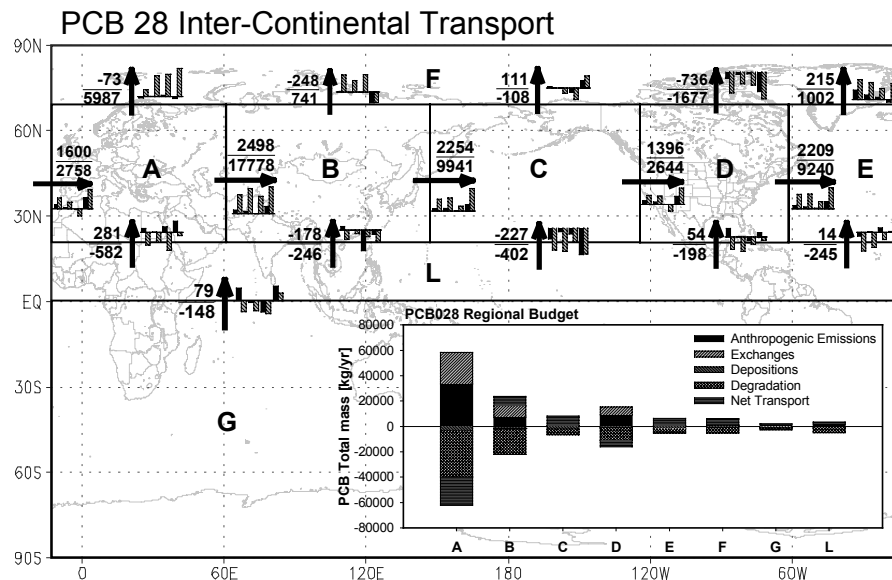 PCB 28 Inter-Continental Transport
90N
60N
30N
EQ
30S
60S
90S
-73
5987
-248
741
F
111
-108
-736
-1677
215
1002
1600
2758
A
2498
17778
B
2254
9941
C
1396
2644
D
2209
9240
E
281
-582
-178
-246
-227
-402
54
-198
14
-245
L
79
-148
G
PCB028 Regional Budget
PCB Total mass [kg/yr]
80000
60000
40000
20000
0
-20000
-40000
-60000
-80000
Anthropogenic Emissions
Exchanges
Depositions
Degradation
Net Transport
A B C D E F G L
0 60E 120E 180 120W 60W